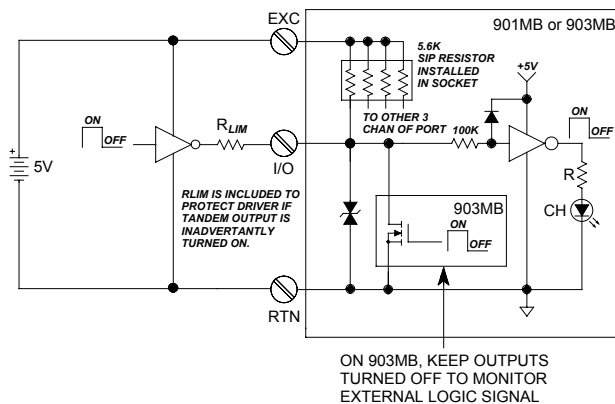 EXC
901MB or 903MB
5.6K
SIP RESISTOR
INSTALLED
IN SOCKET
+5V
ON
OFF
TO OTHER 3
CHAN OF PORT
100K
ON
OFF
RLIM
+
5V
I/O
R
RLIM IS INCLUDED TO
PROTECT DRIVER IF
TANDEM OUTPUT IS
INADVERTANTLY
TURNED ON.
903MB
ON
OFF
CH
RTN
ON 903MB, KEEP OUTPUTS
TURNED OFF TO MONITOR
EXTERNAL LOGIC SIGNAL